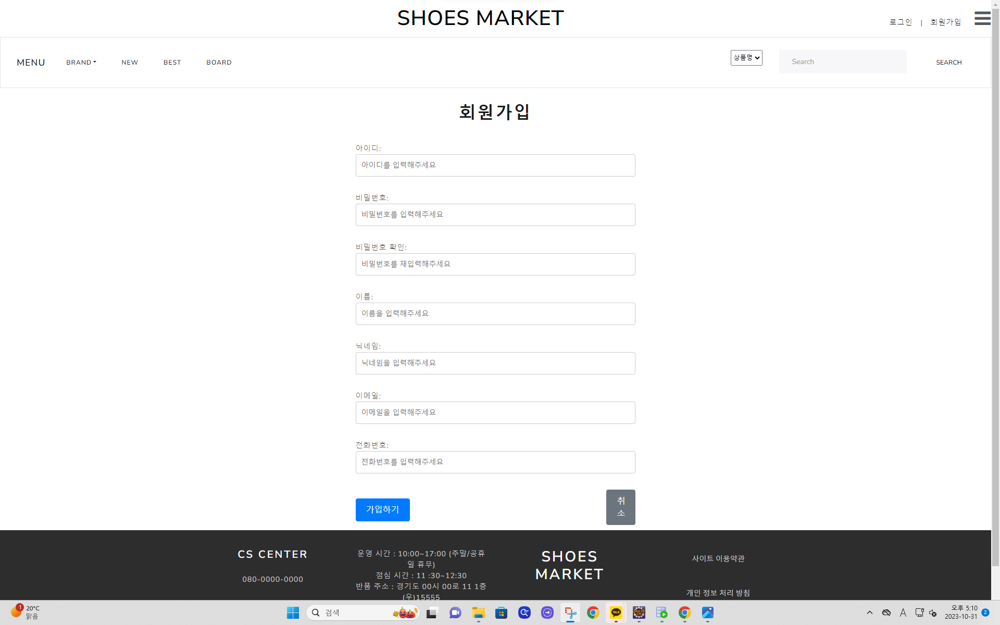 SHOES MARKET
로그인 | 회원가입
MENU BRAND NEW BEST BOARD 상품명 Search SEARCH
회원가입
아이디:
아이디를 입력해주세요
비밀번호:
비밀번호를 입력해주세요
비밀번호 확인:
비밀번호를 재입력해주세요
이름:
이름을 입력해주세요
닉네임:
닉네임을 입력해주세요
이메일:
이메일을 입력해주세요
전화번호:
전화번호를 입력해주세요
가입하기
취
소
CS CENTER
080-0000-0000
운영 시간 : 10:00~17:00 (주말/공휴
일 휴무)
점심 시간 : 11 :30~12:30
반품 주소 : 경기도 00시 00로 11 1층
(우)15555
SHOES
MARKET
사이트 이용약관
개인 정보 처리 방침
1
20°C
맑음
검색
TALK
A
오후 5:10
2023-10-31
2